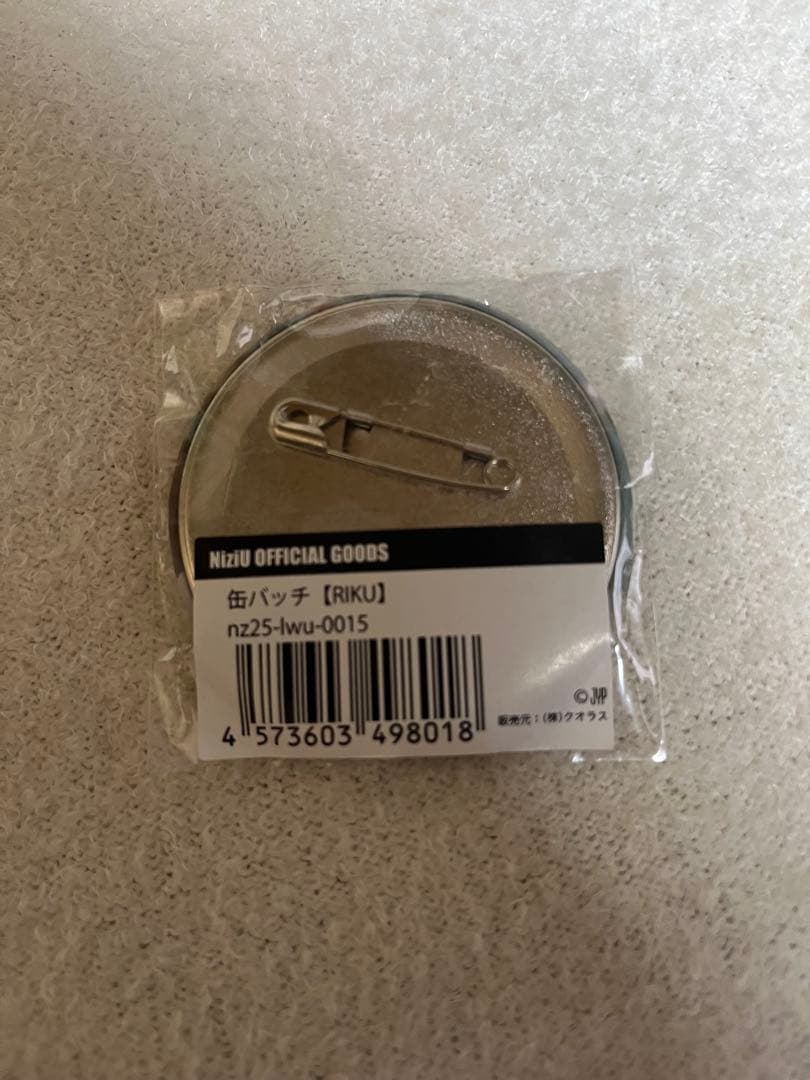 NiziU OFFICIAL GOODS
缶バッチ【RIKU】
nz25-lwu-0015
4 573603 498018
© JYP
販売元：(株)クオラス